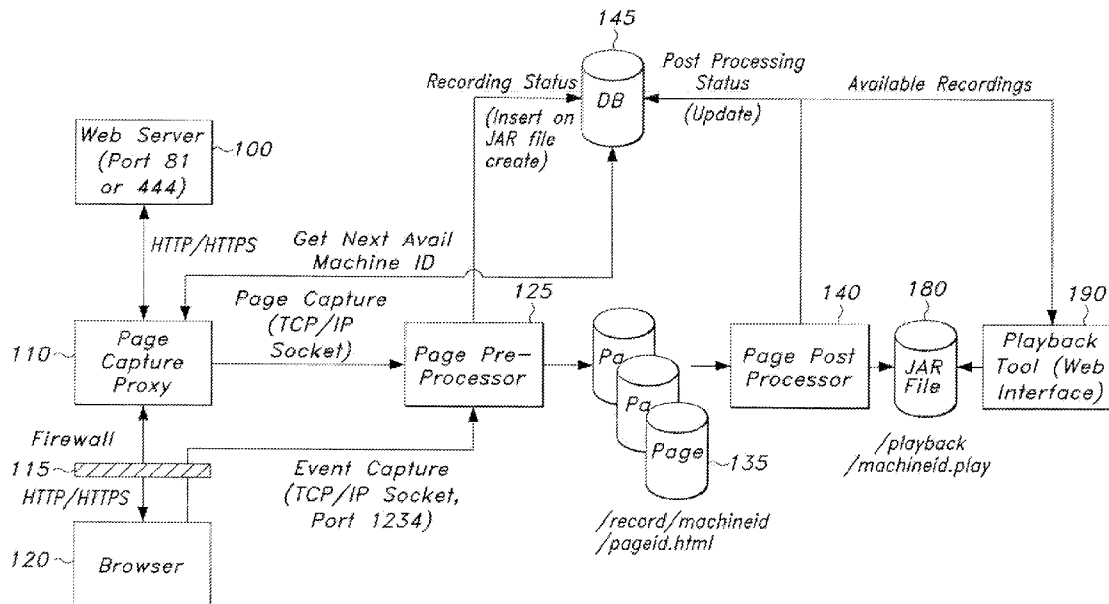 145
Recording Status
(Insert on
JAR file
create)
DB
Post Processing
Status
(Update)
Available Recordings
Web Server
(Port 81
or 444)
100
HTTP/HTTPS
Get Next Avail
Machine ID
Page Capture
(TCP/IP
Socket)
125
140
180
190
110
Page
Capture
Proxy
Page Pre-
Processor
Pa
Pa
Page
135
Page Post
Processor
JAR
File
Playback
Tool (Web
Interface)
Firewall
115
HTTP/HTTPS
Event Capture
(TCP/IP Socket,
Port 1234)
/record/machineid
/pageid.html
/playback
/machineid.play
120
Browser